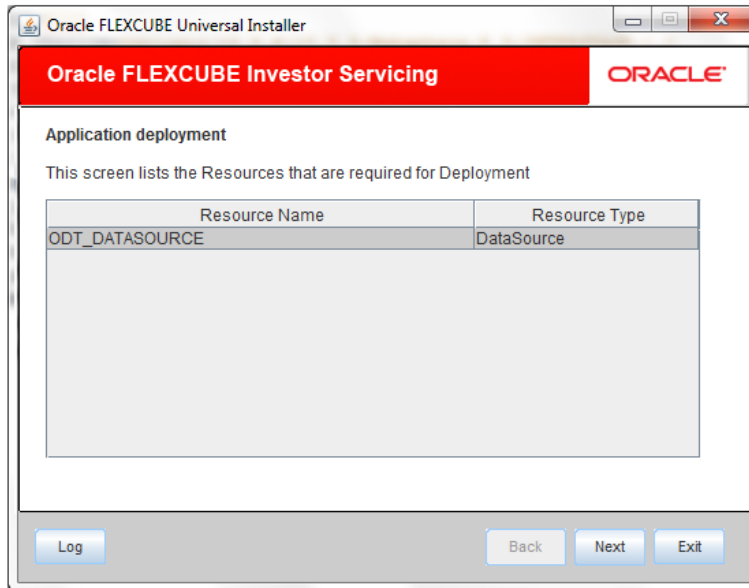 Oracle FLEXCUBE Universal Installer
Oracle FLEXCUBE Investor Servicing
ORACLE
Application deployment
This screen lists the Resources that are required for Deployment
Resource Name Resource Type
ODT_DATASOURCE DataSource
Log Back Next Exit